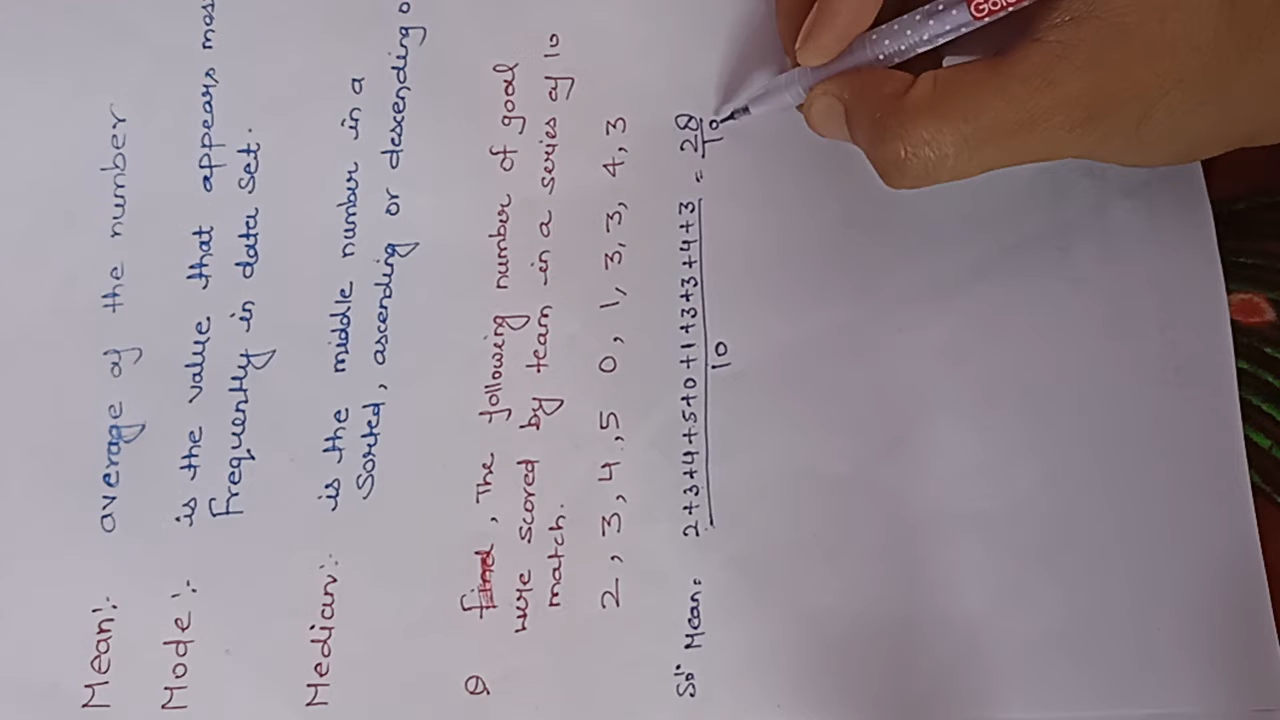 Mean:- average of the number
Mode:- is the value that appears mos
Frequently in data set.
Median:- is the middle number in a
Sorted, ascending or descending o
Q Find, The following number of goal
were scored by team in a series of 10
match.
2, 3, 4, 5 0, 1, 3, 3, 4, 3
Sol" Mean = 2+3+4+5+0+1+3+3+4+3 = 28
10 10